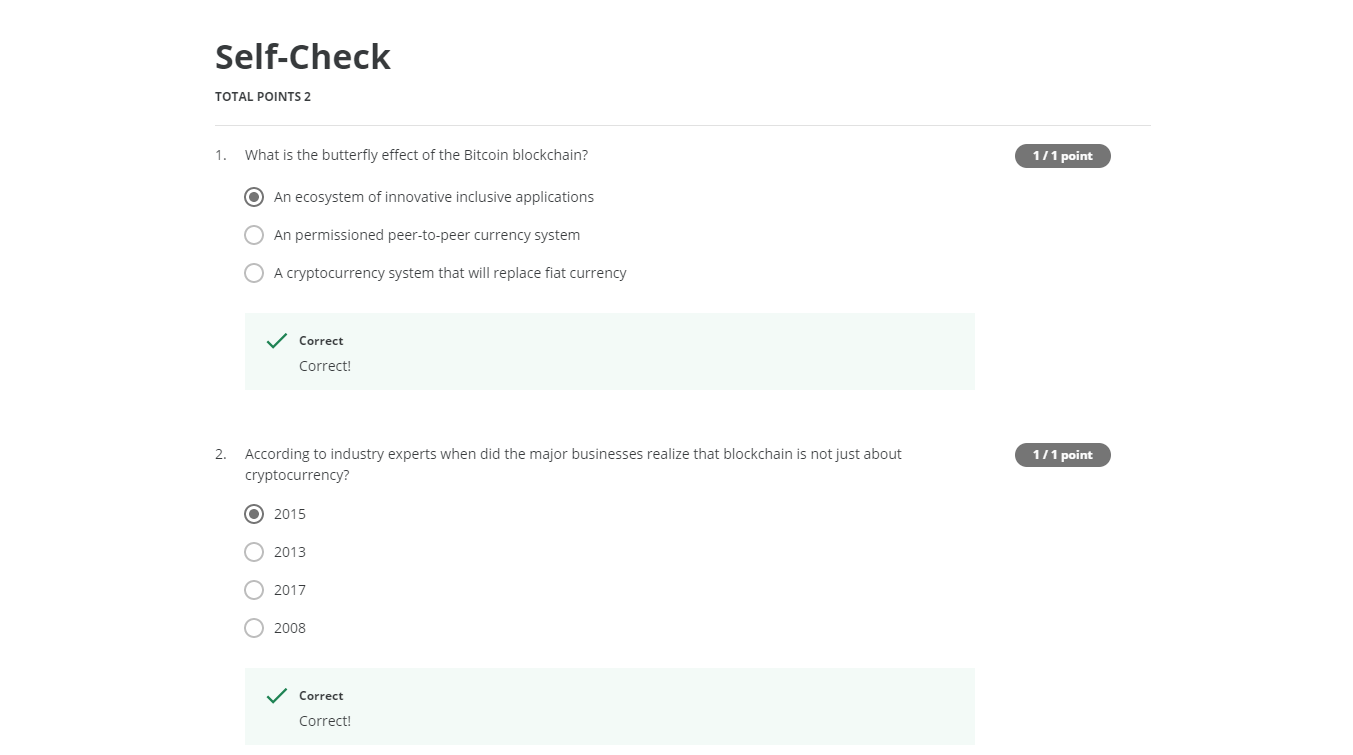 Self-Check
TOTAL POINTS 2
1. What is the butterfly effect of the Bitcoin blockchain?
1 / 1 point
An ecosystem of innovative inclusive applications
An permissioned peer-to-peer currency system
A cryptocurrency system that will replace fiat currency
Correct
Correct!
2. According to industry experts when did the major businesses realize that blockchain is not just about
cryptocurrency?
1 / 1 point
2015
2013
2017
2008
Correct
Correct!